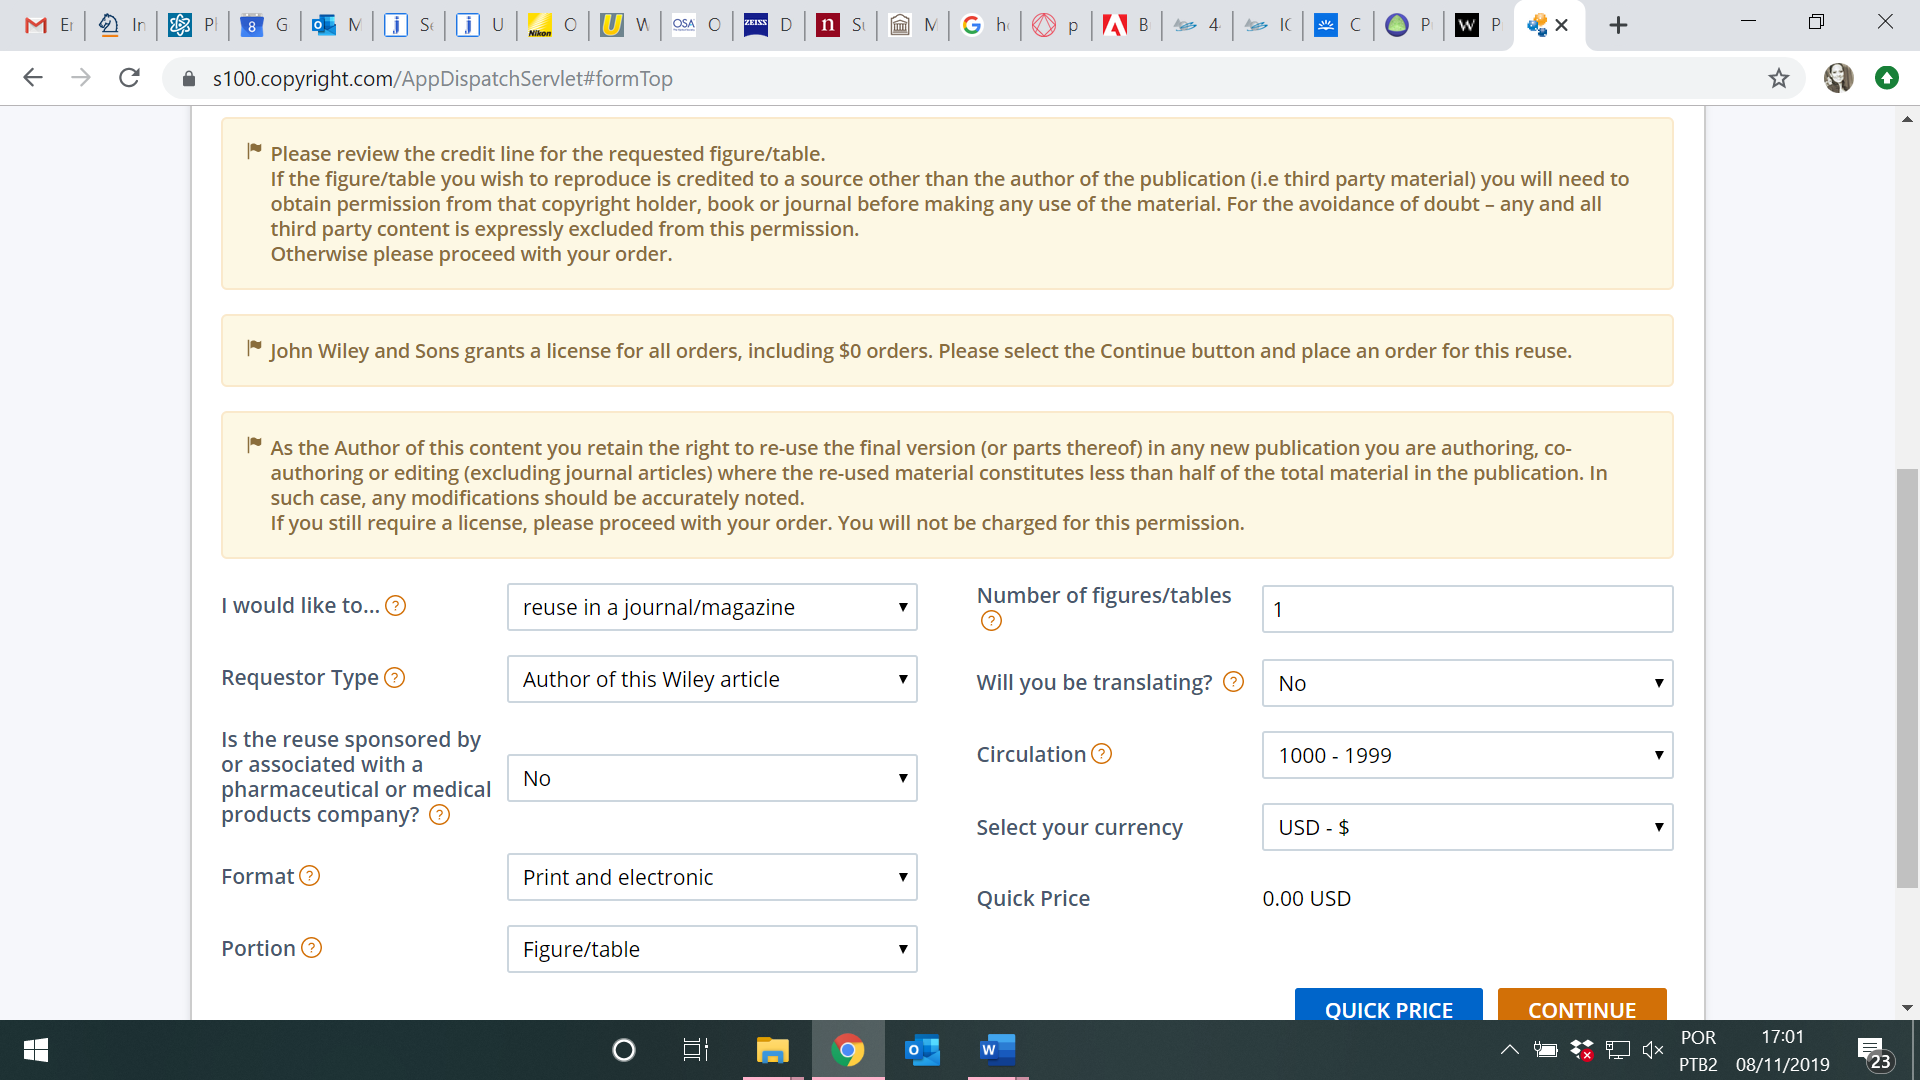 Er In Pl G M S U O W O D Sι M h p B 4 IC C P P
s100.copyright.com/AppDispatchServlet#formTop
Please review the credit line for the requested figure/table.
If the figure/table you wish to reproduce is credited to a source other than the author of the publication (i.e third party material) you will need to
obtain permission from that copyright holder, book or journal before making any use of the material. For the avoidance of doubt – any and all
third party content is expressly excluded from this permission.
Otherwise please proceed with your order.
John Wiley and Sons grants a license for all orders, including $0 orders. Please select the Continue button and place an order for this reuse.
As the Author of this content you retain the right to re-use the final version (or parts thereof) in any new publication you are authoring, co-
authoring or editing (excluding journal articles) where the re-used material constitutes less than half of the total material in the publication. In
such case, any modifications should be accurately noted.
If you still require a license, please proceed with your order. You will not be charged for this permission.
I would like to... ? reuse in a journal/magazine
Requestor Type ? Author of this Wiley article
Is the reuse sponsored by
or associated with a
pharmaceutical or medical
products company? ? No
Format ? Print and electronic
Portion ? Figure/table
Number of figures/tables
? 1
Will you be translating? ? No
Circulation ? 1000 - 1999
Select your currency USD - $
Quick Price 0.00 USD
QUICK PRICE CONTINUE
POR 17:01
PTB2 08/11/2019 23